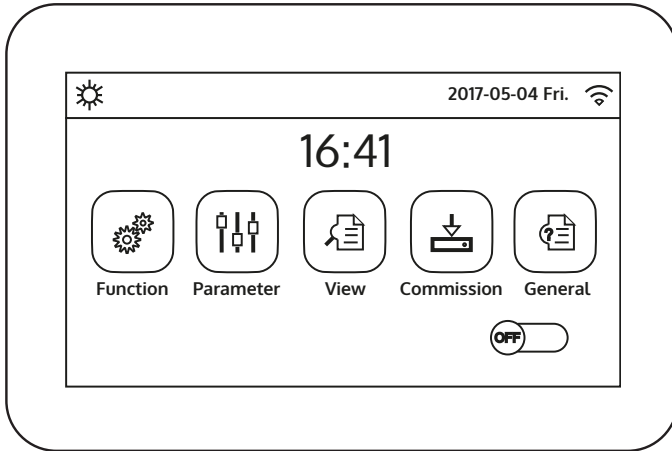 2017-05-04 Fri.
16:41
Function Parameter View Commission General
OFF